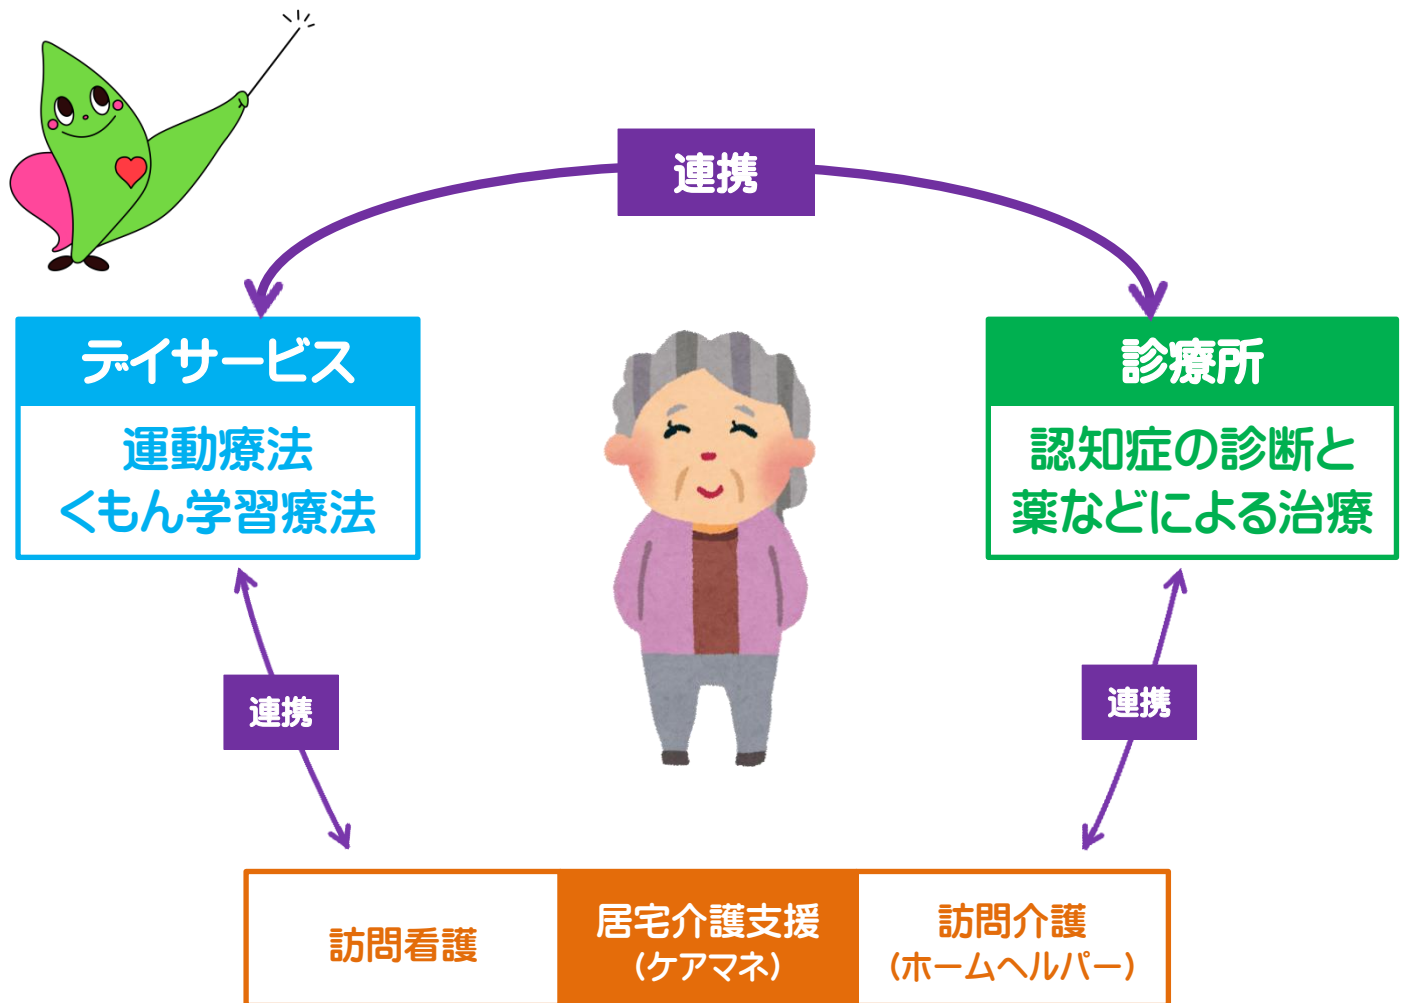 連携
デイサービス
運動療法
くもん学習療法
診療所
認知症の診断と
薬などによる治療
連携
連携
訪問看護
居宅介護支援
(ケアマネ)
訪問介護
(ホームヘルパー)